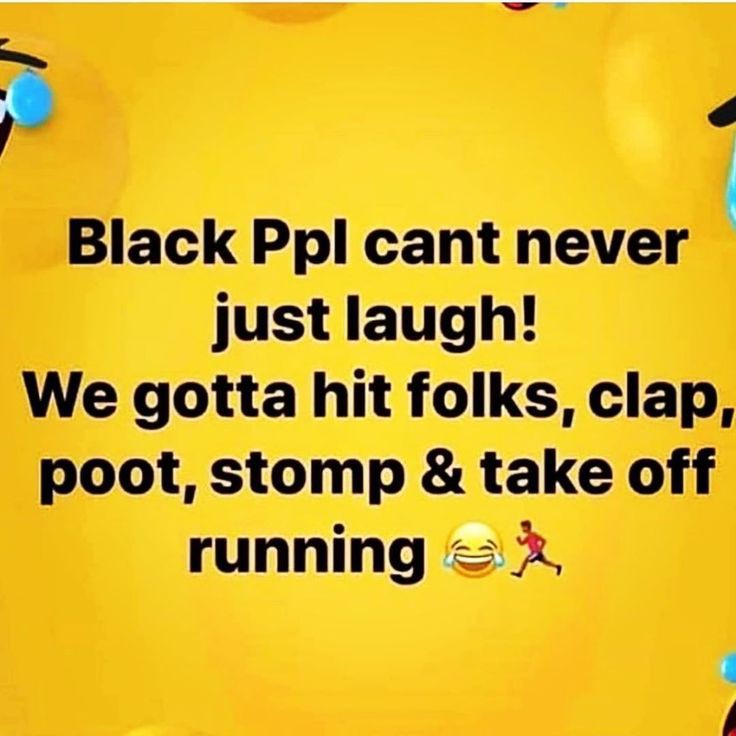 Black Ppl cant never
just laugh!
We gotta hit folks, clap,
poot, stomp & take off
running 😂🏃🏾‍♂️